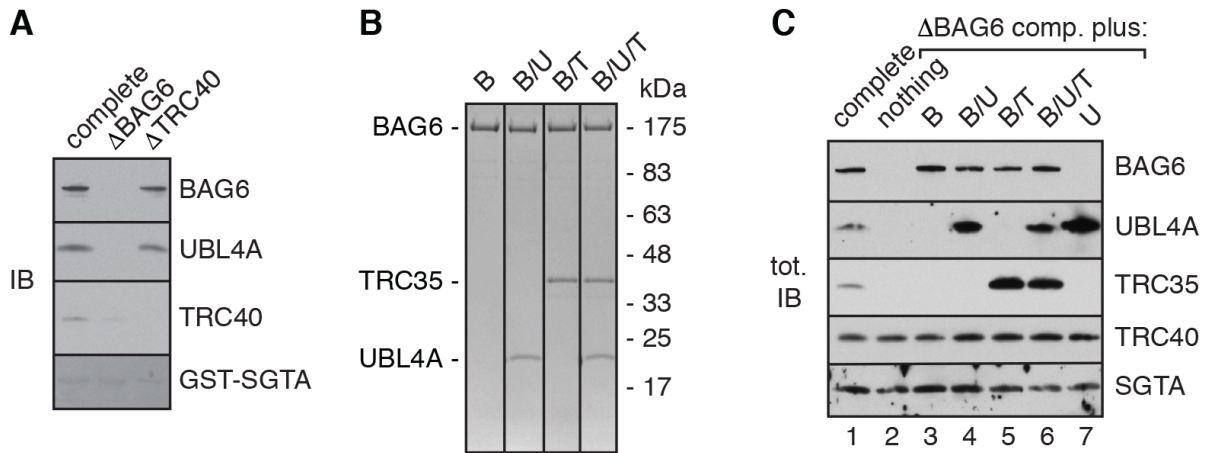 A
complete
ΔBAG6
ΔTRC40
IB
BAG6
UBL4A
TRC40
GST-SGTA
B
B
B/U
B/T
B/U/T
kDa
BAG6 -
TRC35 -
UBL4A -
- 175
- 83
- 63
- 48
- 33
- 25
- 17
C
ΔBAG6 comp. plus:
complete
nothing
B
B/U
B/T
B/U/T
U
tot.
IB
BAG6
UBL4A
TRC35
TRC40
SGTA
1 2 3 4 5 6 7